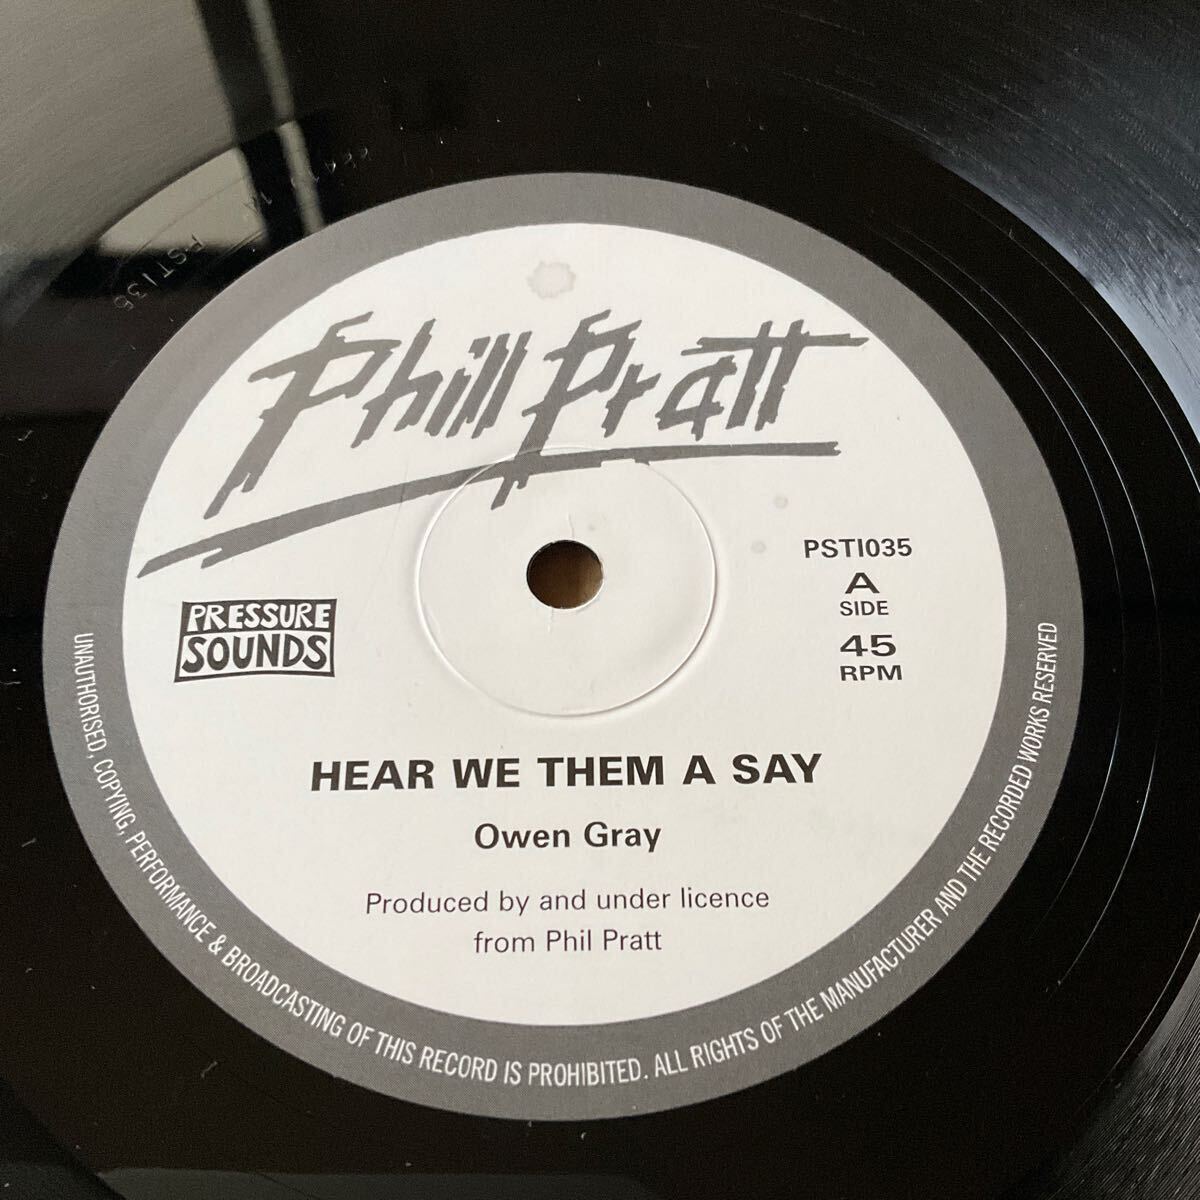 Phill Pratt
PRESSURE
SOUNDS
PSTI035
A
SIDE
45
RPM
HEAR WE THEM A SAY
Owen Gray
Produced by and under licence
from Phil Pratt
UNAUTHORISED, COPYING, PERFORMANCE & BROADCASTING OF THIS RECORD IS PROHIBITED. ALL RIGHTS OF THE MANUFACTURER AND THE RECORDED WORKS RESERVED